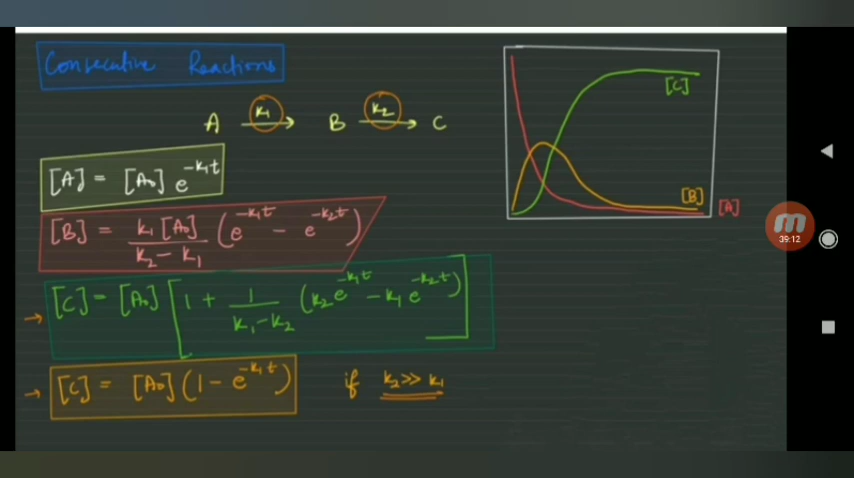 Consecutive Reactions
A —k₁→ B —k₂→ C
[A] = [A₀] e^{-k₁t}
[B] = k₁[A₀] / (k₂ - k₁) (e^{-k₁t} - e^{-k₂t})
→ [C] = [A₀] [1 + 1 / (k₁-k₂) (k₂e^{-k₁t} - k₁e^{-k₂t})]
→ [C] = [A₀] (1 - e^{-k₁t}) if k₂ >> k₁
[C]
[B]
[A]
39:12